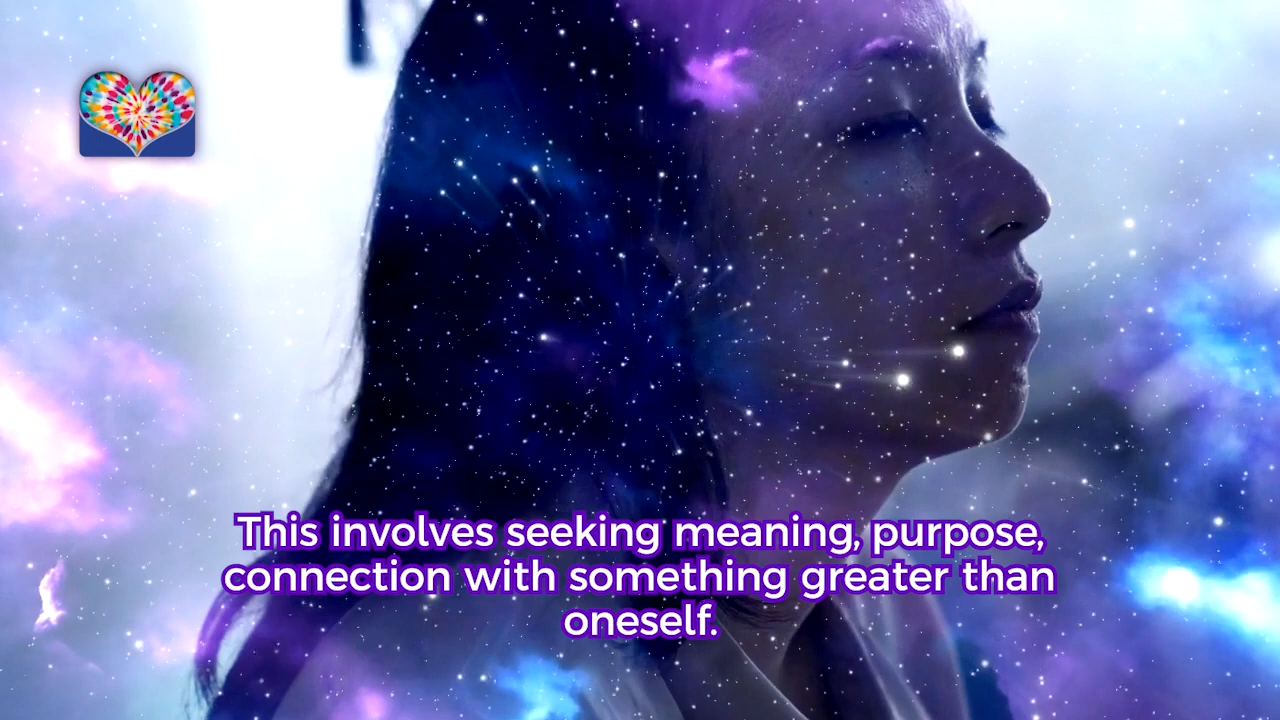 This involves seeking meaning, purpose,
connection with something greater than
oneself.